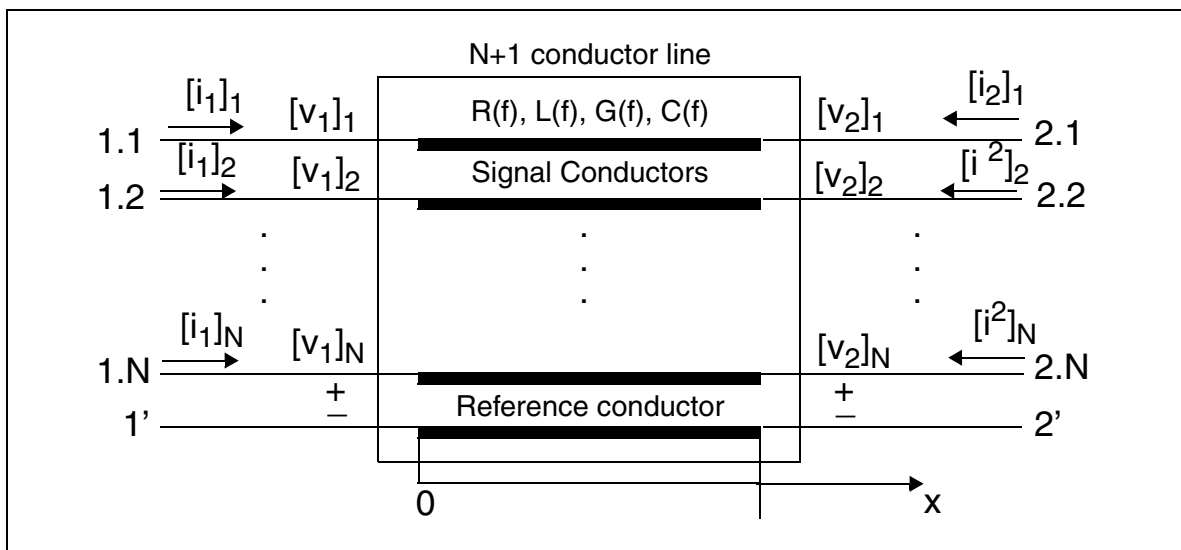 N+1 conductor line
[i₁]₁ [v₁]₁ R(f), L(f), G(f), C(f) [v₂]₁ [i₂]₁
1.1 2.1
[i₁]₂ [v₁]₂ Signal Conductors [v₂]₂ [i ²]₂
1.2 2.2
. . .
. . .
. . .
[i₁]N [v₁]N [v₂]N [i²]N
1.N + + 2.N
1’ – Reference conductor – 2’
0 x